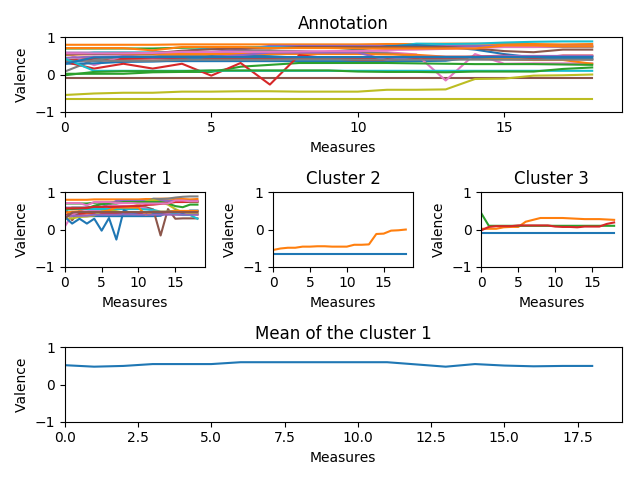 Annotation
Valence
1
0
−1
0 5 10 15
Measures
Cluster 1 Cluster 2 Cluster 3
Valence Valence Valence
1 1 1
0 0 0
−1 −1 −1
0 5 10 15 0 5 10 15 0 5 10 15
Measures Measures Measures
Mean of the cluster 1
Valence
1
0
−1
0.0 2.5 5.0 7.5 10.0 12.5 15.0 17.5
Measures